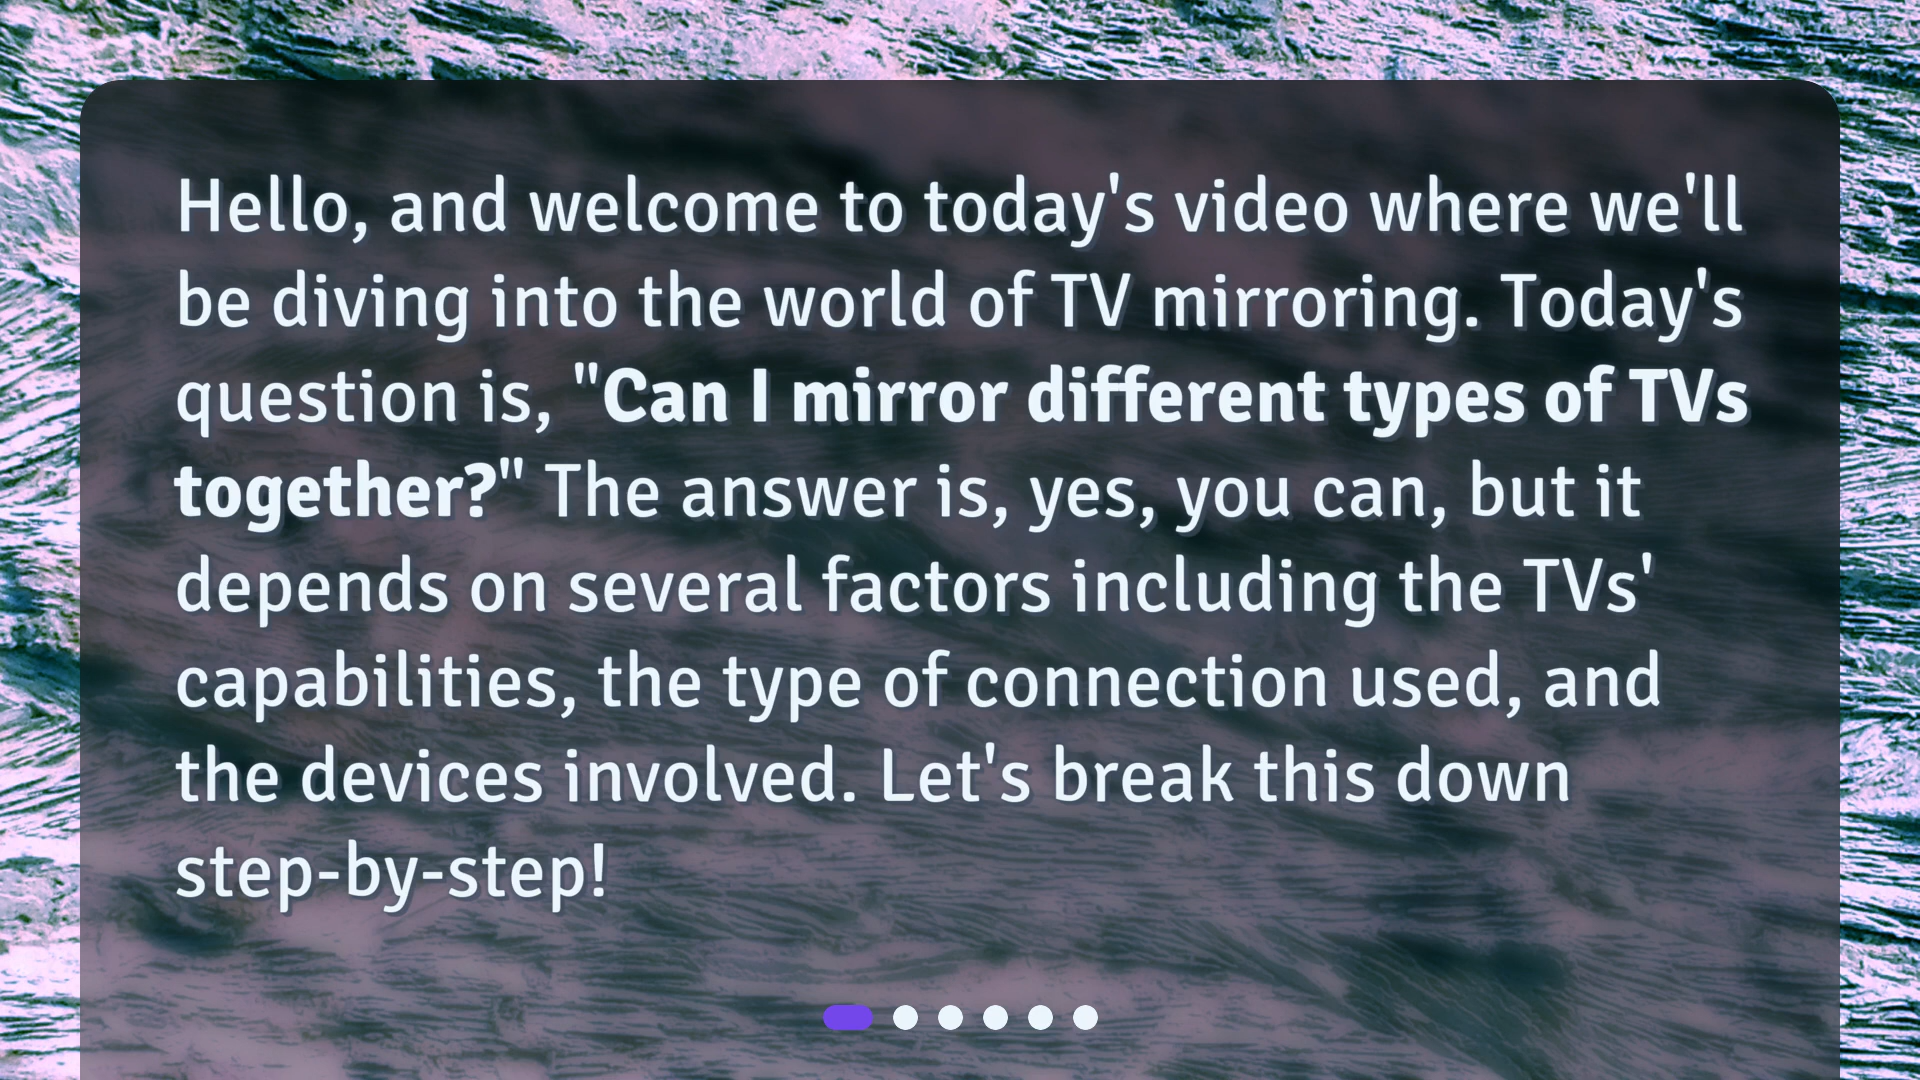 Hello, and welcome to today's video where we'll
be diving into the world of TV mirroring. Today's
question is, "Can I mirror different types of TVs
together?" The answer is, yes, you can, but it
depends on several factors including the TVs'
capabilities, the type of connection used, and
the devices involved. Let's break this down
step-by-step!